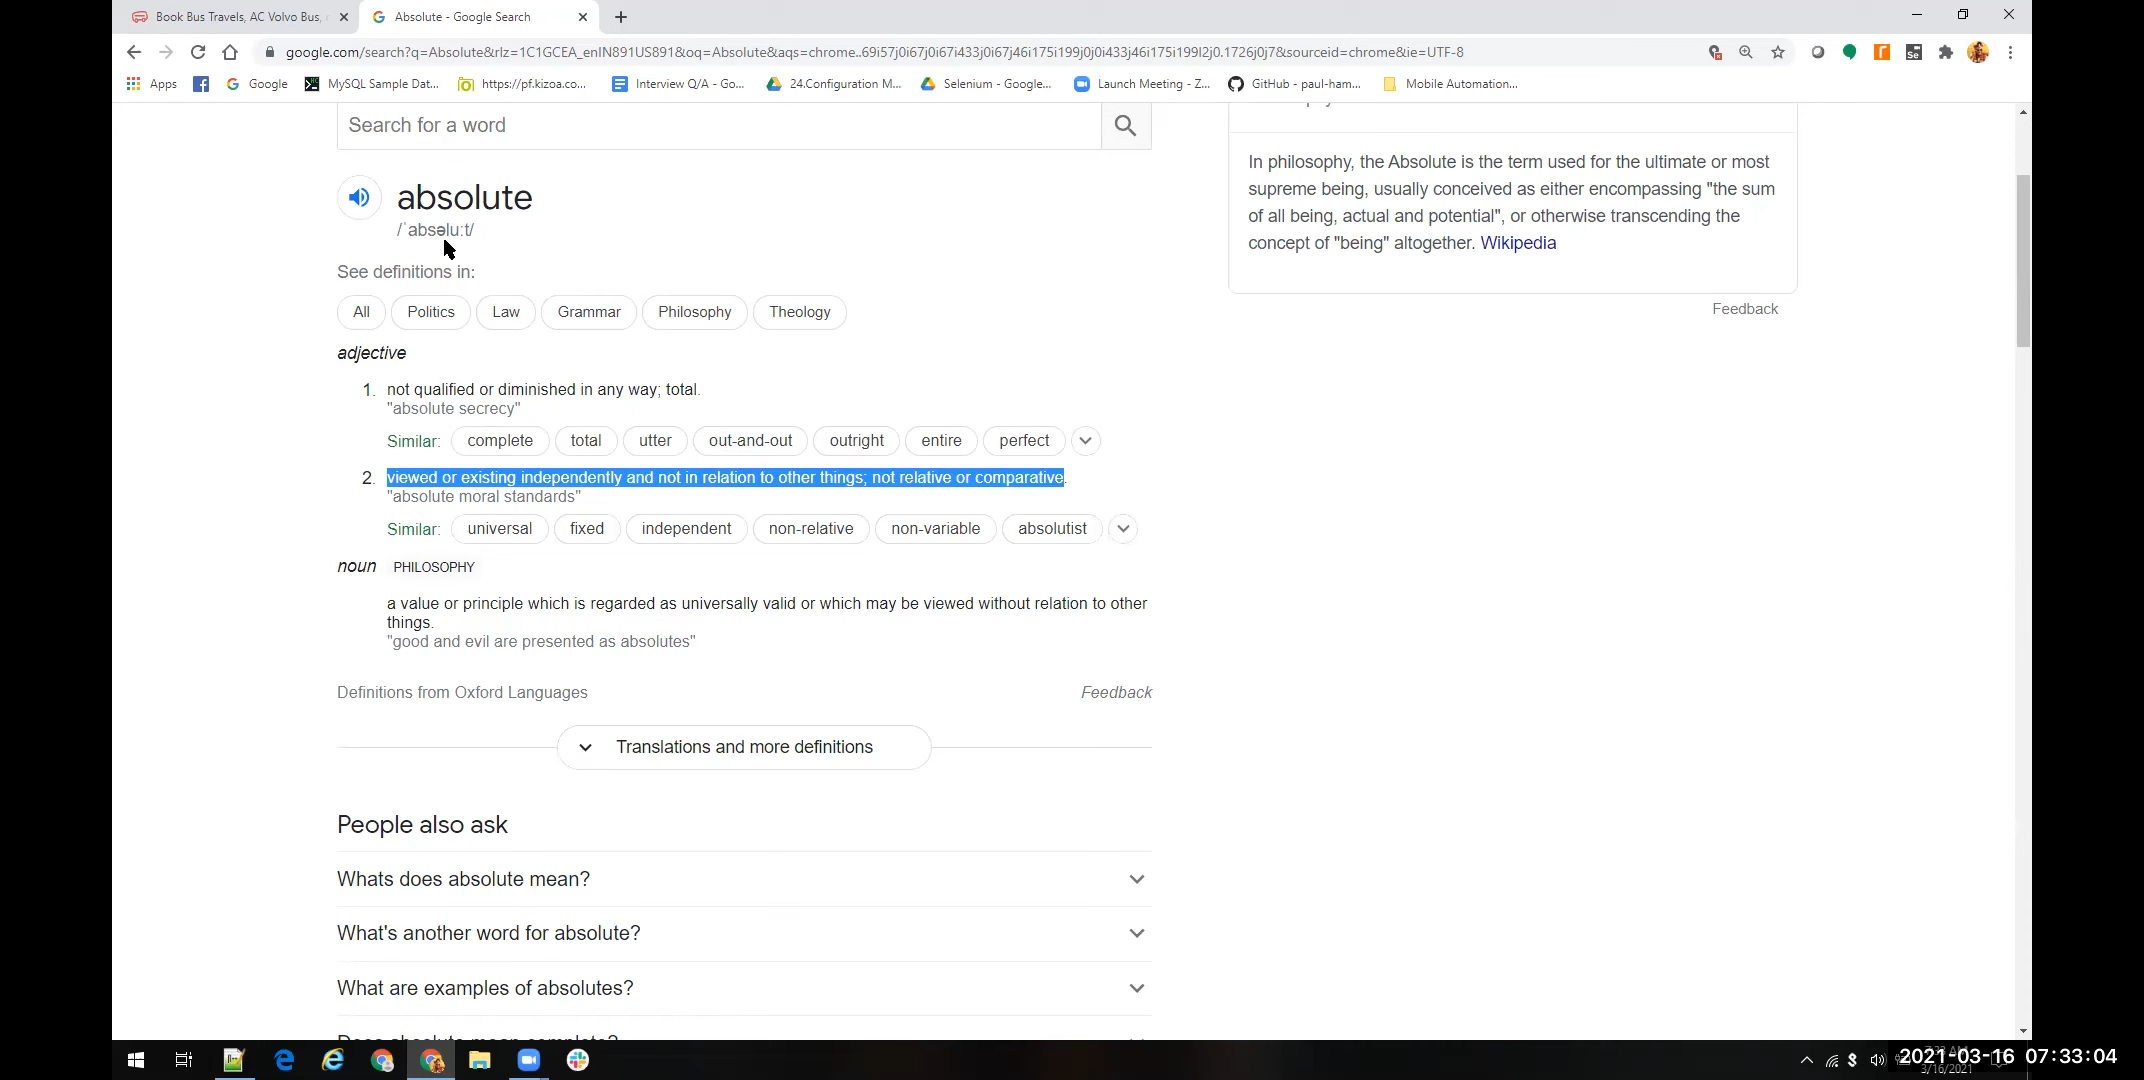 Book Bus Travels, AC Volvo Bus,
Absolute - Google Search
google.com/search?q=Absolute&rlz=1C1GCEA_enIN891US891&oq=Absolute&aqs=chrome..69i57j0i67j0i67i433j0i67j46i175i199j0j0i433j46i175i199l2j0.1726j0j7&sourceid=chrome&ie=UTF-8
Apps Google MySQL Sample Dat... https://pf.kizoa.co... Interview Q/A - Go... 24.Configuration M... Selenium - Google... Launch Meeting - Z... GitHub - paul-ham... Mobile Automation...
Search for a word
absolute
/ˈabsəluːt/
See definitions in:
All Politics Law Grammar Philosophy Theology
adjective
1. not qualified or diminished in any way; total.
"absolute secrecy"
Similar: complete total utter out-and-out outright entire perfect
2. viewed or existing independently and not in relation to other things; not relative or comparative.
"absolute moral standards"
Similar: universal fixed independent non-relative non-variable absolutist
noun PHILOSOPHY
a value or principle which is regarded as universally valid or which may be viewed without relation to other
things.
"good and evil are presented as absolutes"
Definitions from Oxford Languages Feedback
Translations and more definitions
People also ask
Whats does absolute mean?
What's another word for absolute?
What are examples of absolutes?
Does absolute mean complete?
In philosophy, the Absolute is the term used for the ultimate or most
supreme being, usually conceived as either encompassing "the sum
of all being, actual and potential", or otherwise transcending the
concept of "being" altogether. Wikipedia
Feedback
2021-03-16 07:33:04
3/16/2021